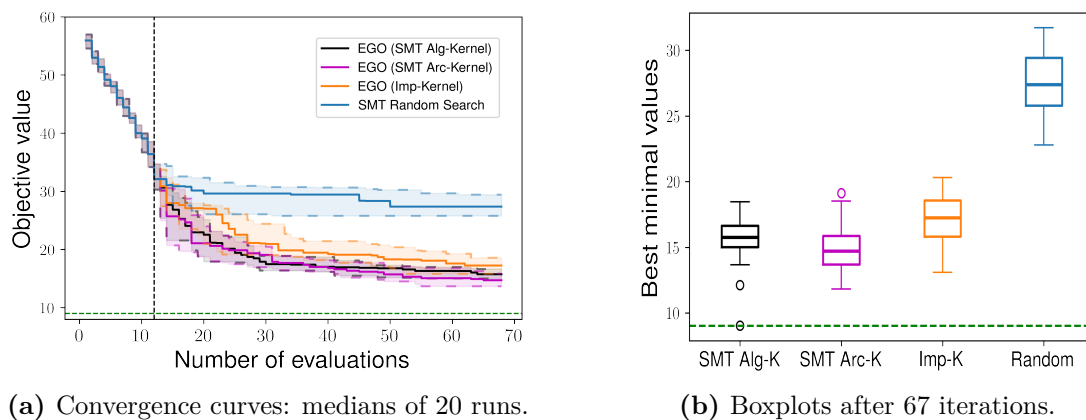 60
50
40
30
20
10
Objective value
0 10 20 30 40 50 60 70
Number of evaluations
EGO (SMT Alg-Kernel)
EGO (SMT Arc-Kernel)
EGO (Imp-Kernel)
SMT Random Search
(a) Convergence curves: medians of 20 runs.
30
25
20
15
10
Best minimal values
SMT Alg-K SMT Arc-K Imp-K Random
(b) Boxplots after 67 iterations.